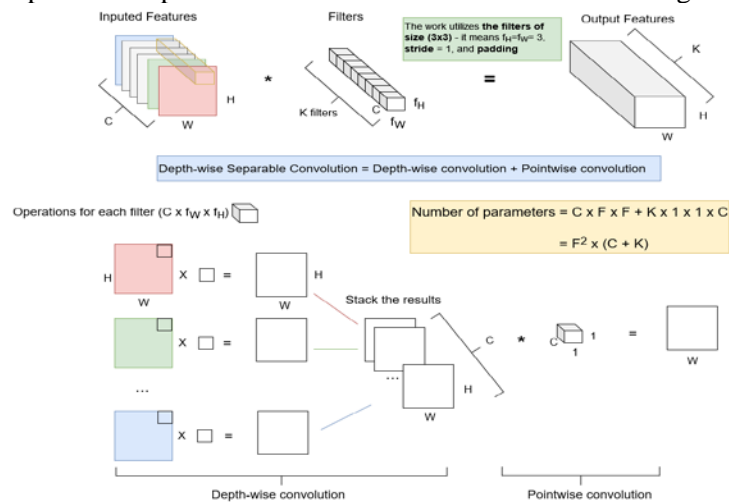 Inputed Features
Filters
The work utilizes the filters of
size (3x3) - it means fH=fW= 3,
stride = 1, and padding
Output Features
K
H
W
C
*
K filters
C
fH
fW
=
H
W
Depth-wise Separable Convolution = Depth-wise convolution + Pointwise convolution
Operations for each filter (C x fW x fH)
Number of parameters = C x F x F + K x 1 x 1 x C
= F² x (C + K)
H
W
X
=
H
W
Stack the results
X
=
...
X
=
...
C
H
W
*
C
1
1
=
W
Depth-wise convolution
Pointwise convolution